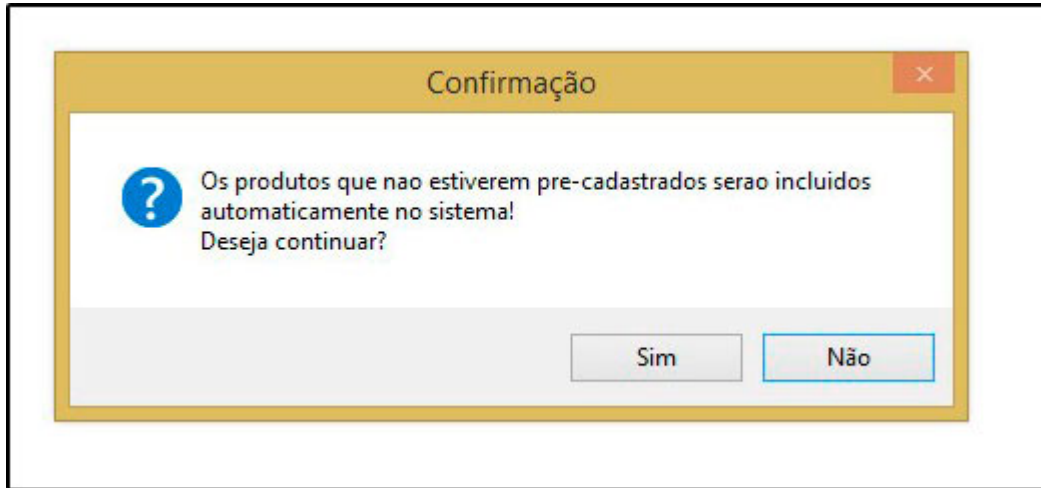 Confirmação
Os produtos que nao estiverem pre-cadastrados serao incluidos
automaticamente no sistema!
Deseja continuar?
Sim
Não